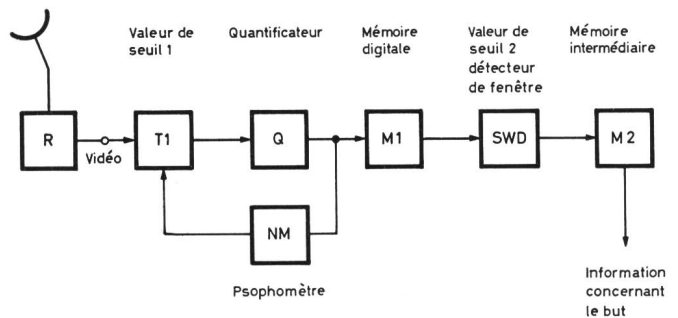 Valeur de
seuil 1
Quantificateur
Mémoire
digitale
Valeur de
seuil 2
détecteur
de fenêtre
Mémoire
intermédiaire
R
Vidéo
T1
Q
M1
SWD
M2
NM
Psophomètre
Information
concernant
le but